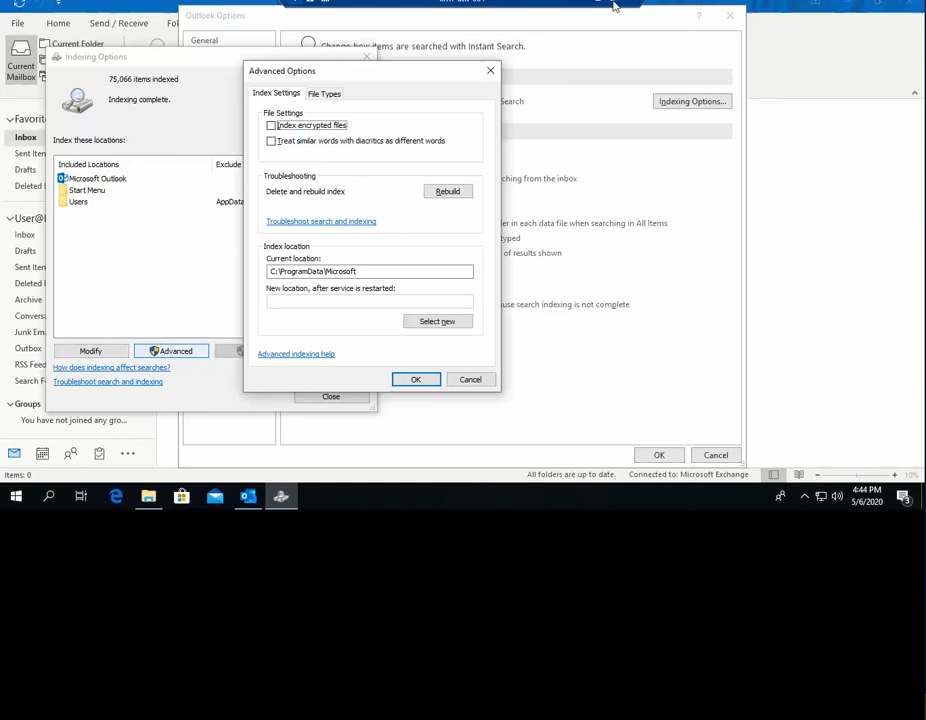 Outlook Options
?
File
Home
Send / Receive
General
Change how items are searched with Instant Search.
Current Folder
Current
Mailbox
Indexing Options
75,066 items indexed
Indexing complete.
Index these locations:
Included Locations
Exclude
Microsoft Outlook
Start Menu
Users
AppData
Modify
Advanced
How does indexing affect searches?
Troubleshoot search and indexing
Close
Advanced Options
Index Settings
File Types
File Settings
Index encrypted files
Treat similar words with diacritics as different words
Troubleshooting
Delete and rebuild index
Rebuild
Troubleshoot search and indexing
Index location
Current location:
C:\ProgramData\Microsoft
New location, after service is restarted:
Select new
Advanced indexing help
OK
Cancel
Search
Indexing Options...
ching from the inbox
der in each data file when searching in All Items
typed
of results shown
use search indexing is not complete
OK
Cancel
Favorit
Inbox
Sent Item
Drafts
Deleted I
User@
Inbox
Drafts
Sent Item
Deleted I
Archive
Conversa
Junk Ema
Outbox
RSS Feed
Search F
Groups
You have not joined any gro...
Items: 0
All folders are up to date.
Connected to: Microsoft Exchange
10%
4:44 PM
5/6/2020
3